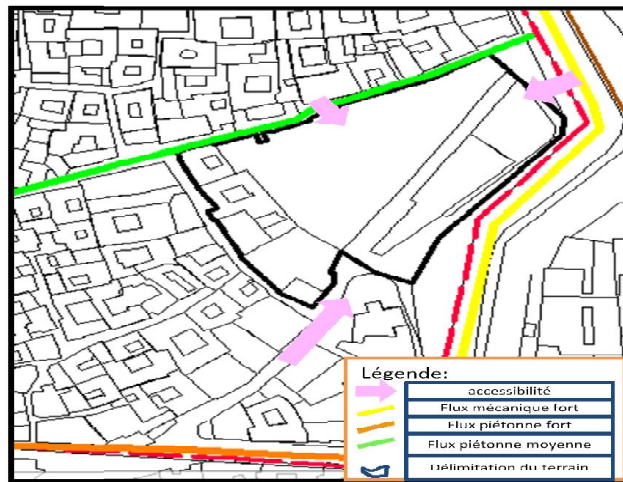 Légende:
accessibilité
Flux mécanique fort
Flux piétonne fort
Flux piétonne moyenne
Délimitation du terrain